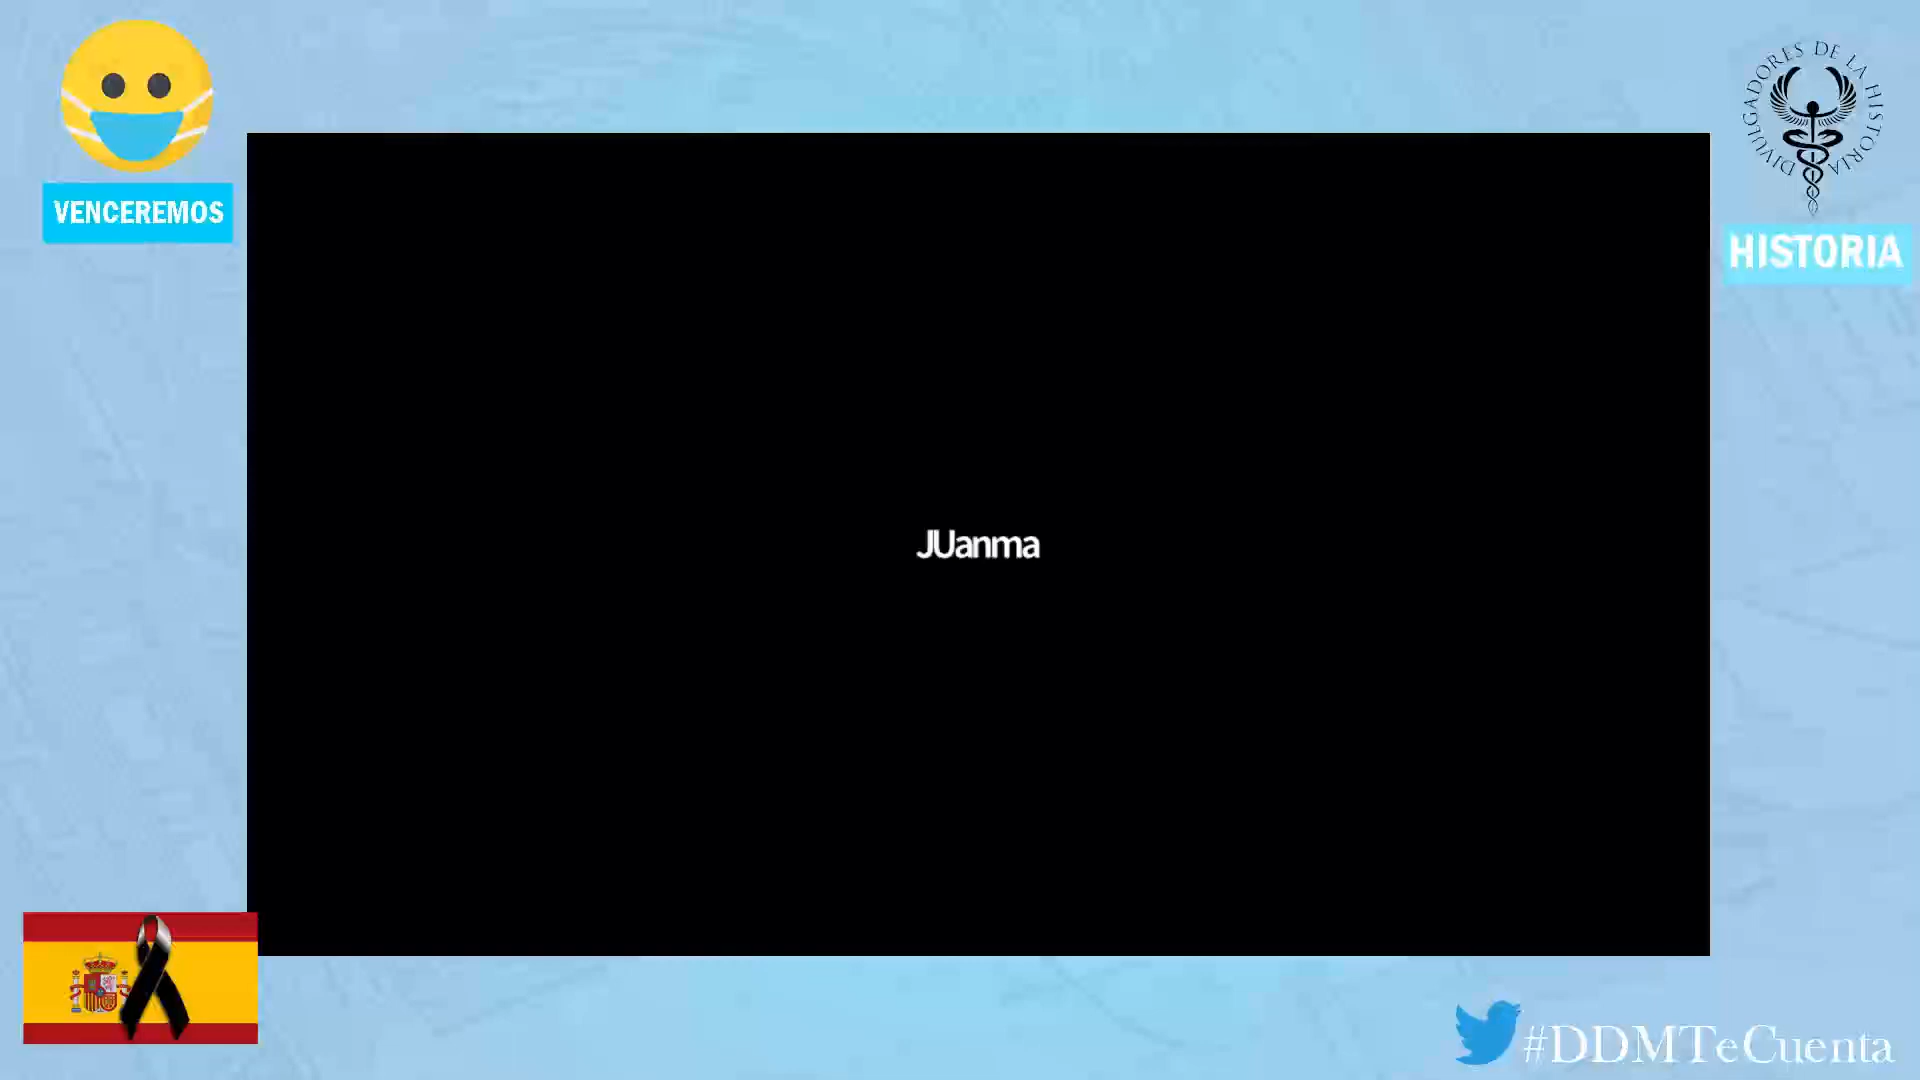 VENCEREMOS
DIVULGADORES DE LA HISTORIA
HISTORIA
JUanma
#DDMTeCuenta